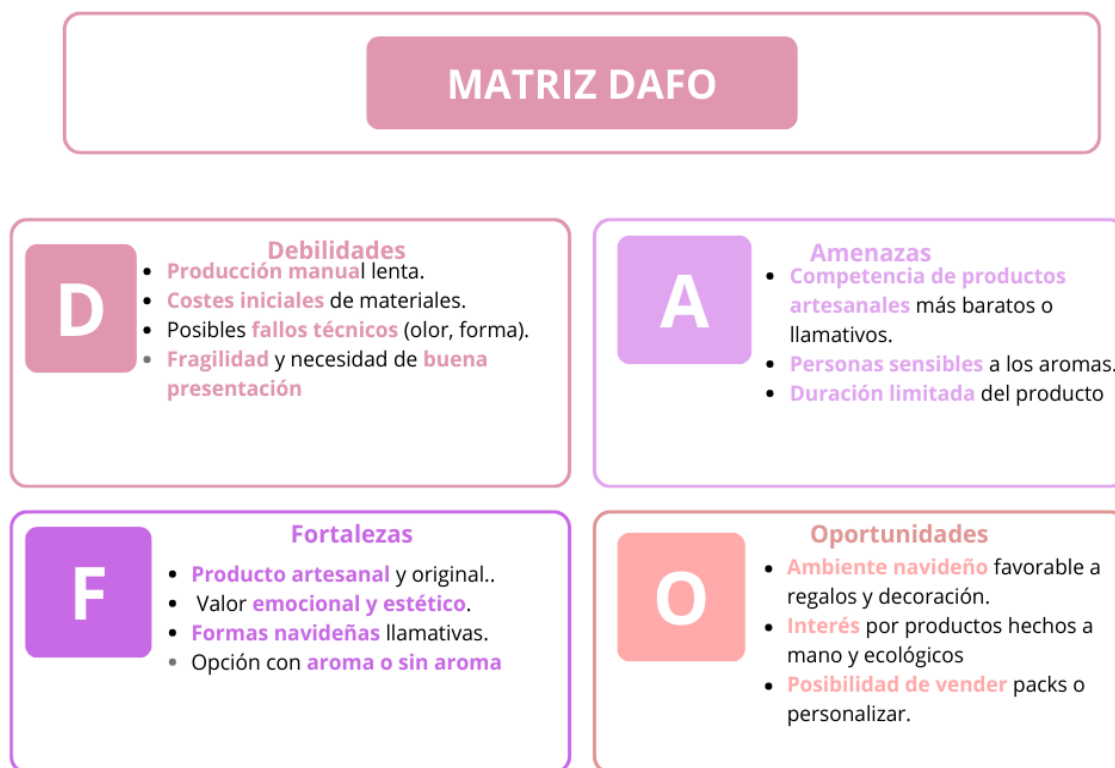 MATRIZ DAFO
D
Debilidades
Producción manual lenta.
Costes iniciales de materiales.
Posibles fallos técnicos (olor, forma).
Fragilidad y necesidad de buena
presentación
A
Amenazas
Competencia de productos
artesanales más baratos o
llamativos.
Personas sensibles a los aromas.
Duración limitada del producto
F
Fortalezas
Producto artesanal y original..
Valor emocional y estético.
Formas navideñas llamativas.
Opción con aroma o sin aroma
O
Oportunidades
Ambiente navideño favorable a
regalos y decoración.
Interés por productos hechos a
mano y ecológicos
Posibilidad de vender packs o
personalizar.